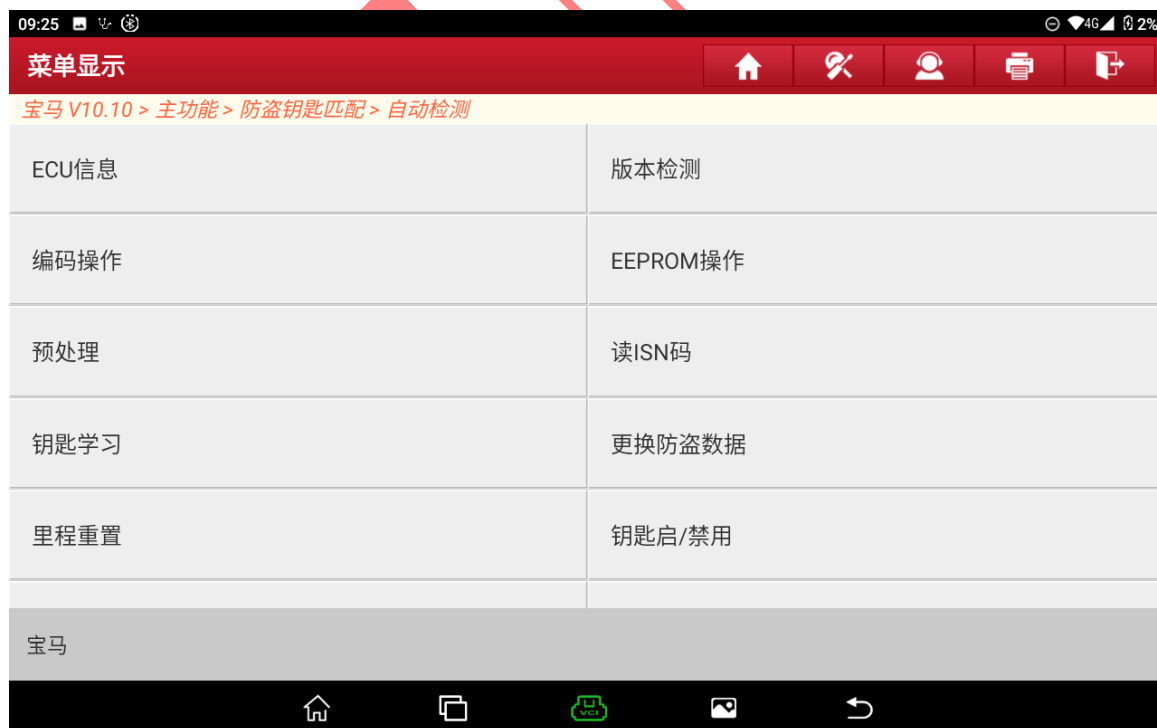 09:25 4G 2%
菜单显示
宝马 V10.10 > 主功能 > 防盗钥匙匹配 > 自动检测
ECU信息 版本检测
编码操作 EEPROM操作
预处理 读ISN码
钥匙学习 更换防盗数据
里程重置 钥匙启/禁用
宝马
VCI